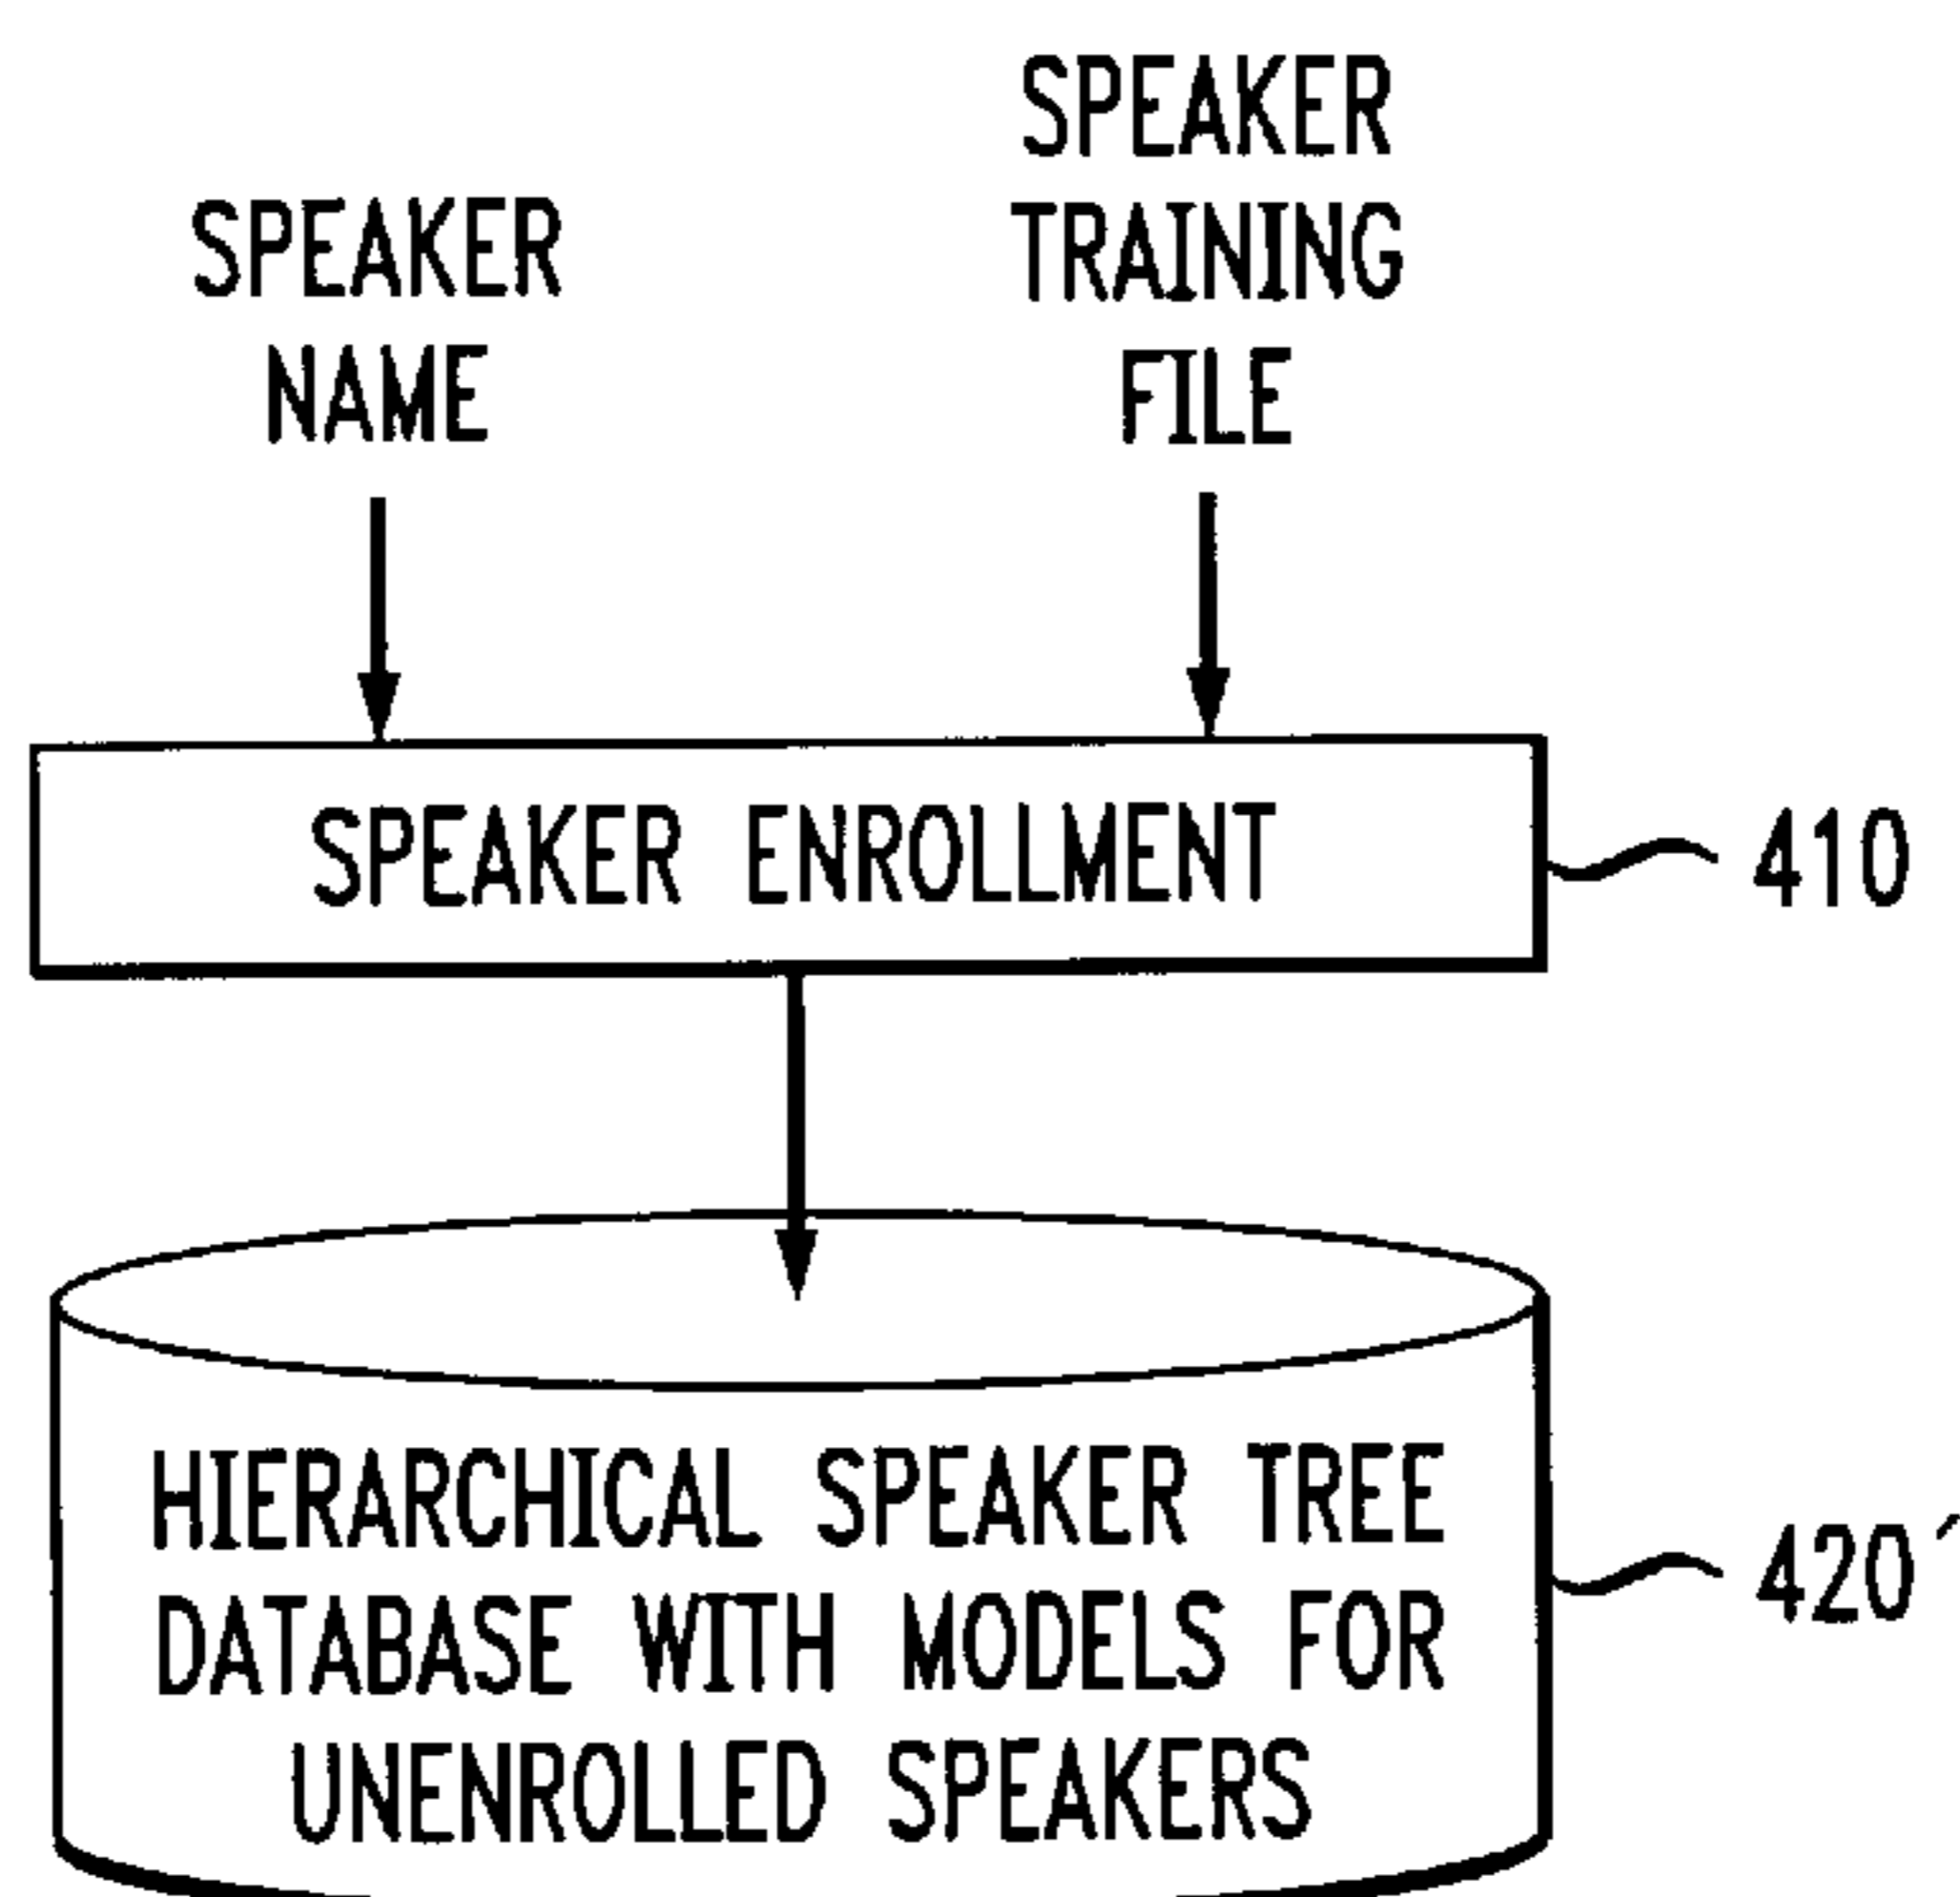 SPEAKER
NAME
SPEAKER
TRAINING
FILE
SPEAKER ENROLLMENT
410
HIERARCHICAL SPEAKER TREE
DATABASE WITH MODELS FOR
UNENROLLED SPEAKERS
420'